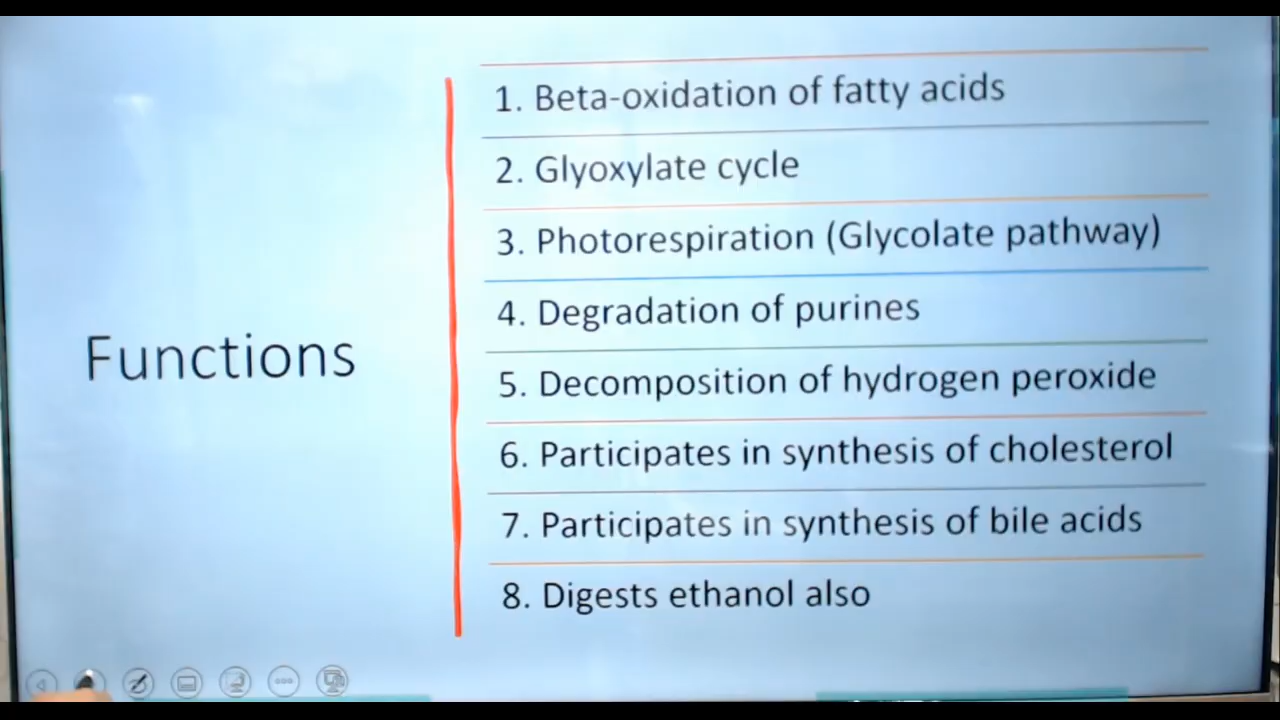 Functions
1. Beta-oxidation of fatty acids
2. Glyoxylate cycle
3. Photorespiration (Glycolate pathway)
4. Degradation of purines
5. Decomposition of hydrogen peroxide
6. Participates in synthesis of cholesterol
7. Participates in synthesis of bile acids
8. Digests ethanol also